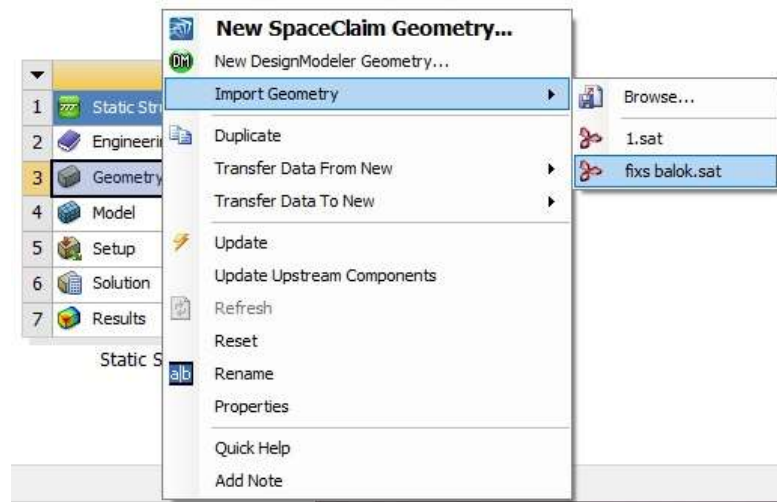 New SpaceClaim Geometry...
DM New DesignModeler Geometry...
Import Geometry
Browse...
1 Static Str
Duplicate
1.sat
2 Engineeri
Transfer Data From New
fixs balok.sat
3 Geometry
Transfer Data To New
4 Model
Update
5 Setup
Update Upstream Components
6 Solution
Refresh
7 Results
Reset
Static S
a|b Rename
Properties
Quick Help
Add Note